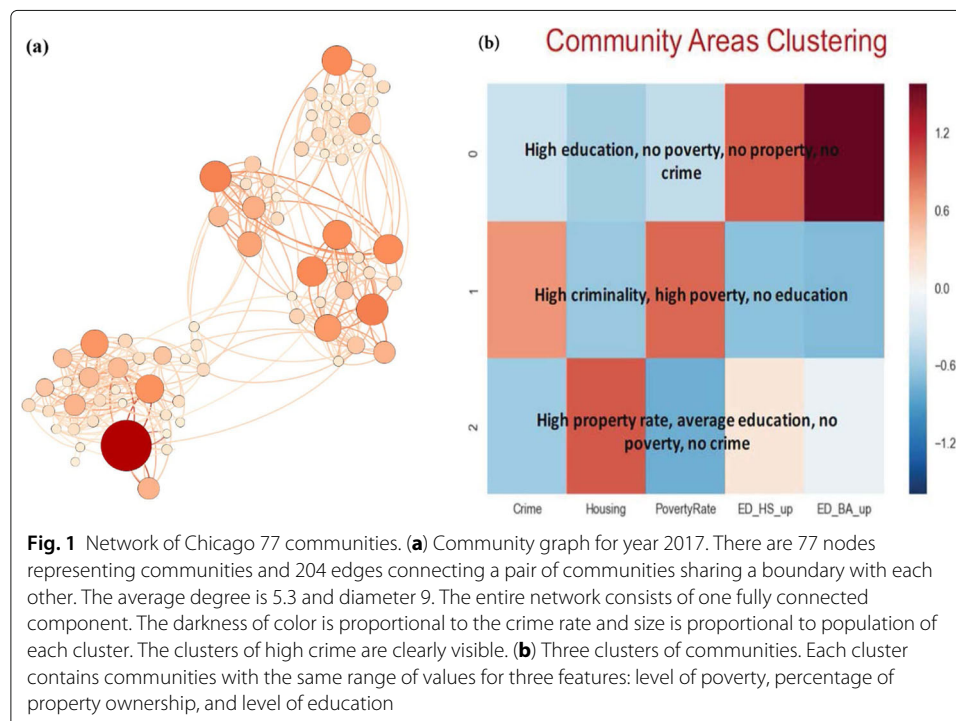 (a)
(b)
Community Areas Clustering
0
High education, no poverty, no property, no
crime
1
High criminality, high poverty, no education
2
High property rate, average education, no
poverty, no crime
1.2
0.6
0.0
−0.6
−1.2
Crime Housing PovertyRate ED_HS_up ED_BA_up
Fig. 1 Network of Chicago 77 communities. (a) Community graph for year 2017. There are 77 nodes
representing communities and 204 edges connecting a pair of communities sharing a boundary with each
other. The average degree is 5.3 and diameter 9. The entire network consists of one fully connected
component. The darkness of color is proportional to the crime rate and size is proportional to population of
each cluster. The clusters of high crime are clearly visible. (b) Three clusters of communities. Each cluster
contains communities with the same range of values for three features: level of poverty, percentage of
property ownership, and level of education